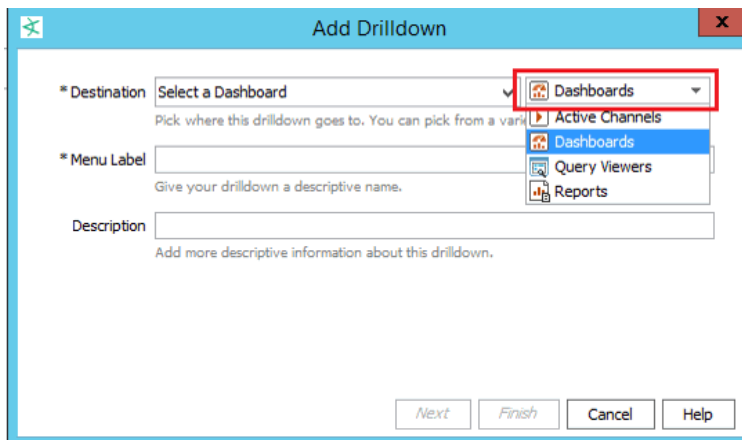 Add Drilldown
x
* Destination Select a Dashboard Dashboards
Pick where this drilldown goes to. You can pick from a
Active Channels
Dashboards
* Menu Label
Query Viewers
Give your drilldown a descriptive name.
Reports
Description
Add more descriptive information about this drilldown.
Next Finish Cancel Help